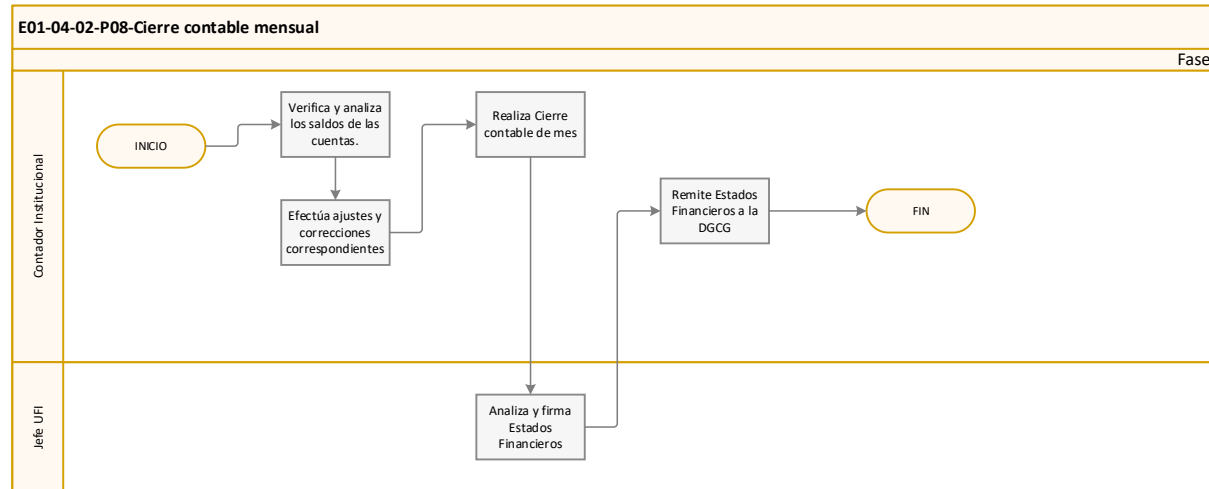 E01-04-02-P08-Cierre contable mensual
Fase
Contador Institucional
INICIO
Verifica y analiza
los saldos de las
cuentas.
Efectúa ajustes y
correcciones
correspondientes
Realiza Cierre
contable de mes
Remite Estados
Financieros a la
DGCG
FIN
Jefe UFI
Analiza y firma
Estados
Financieros